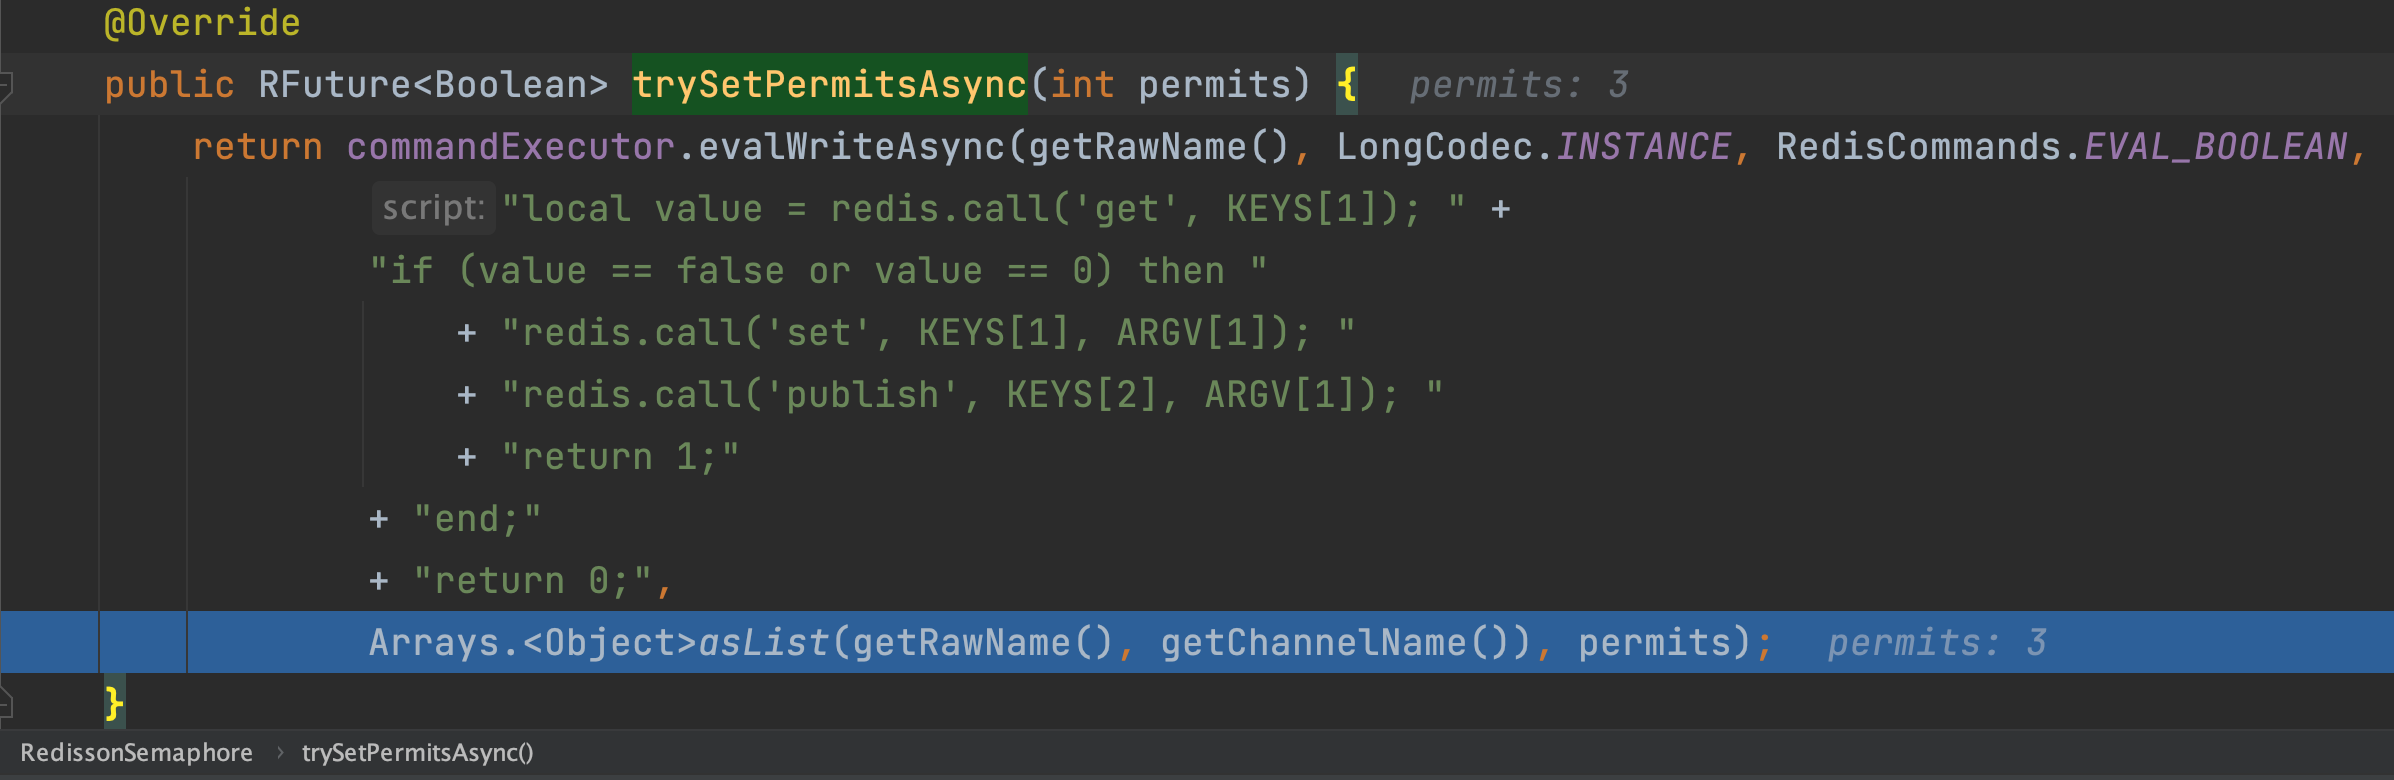 @Override
public RFuture<Boolean> trySetPermitsAsync(int permits) { permits: 3
return commandExecutor.evalWriteAsync(getRawName(), LongCodec.INSTANCE, RedisCommands.EVAL_BOOLEAN,
script: "local value = redis.call('get', KEYS[1]); " +
"if (value == false or value == 0) then "
+ "redis.call('set', KEYS[1], ARGV[1]); "
+ "redis.call('publish', KEYS[2], ARGV[1]); "
+ "return 1;"
+ "end;"
+ "return 0;",
Arrays.<Object>asList(getRawName(), getChannelName()), permits); permits: 3
}
RedissonSemaphore › trySetPermitsAsync()